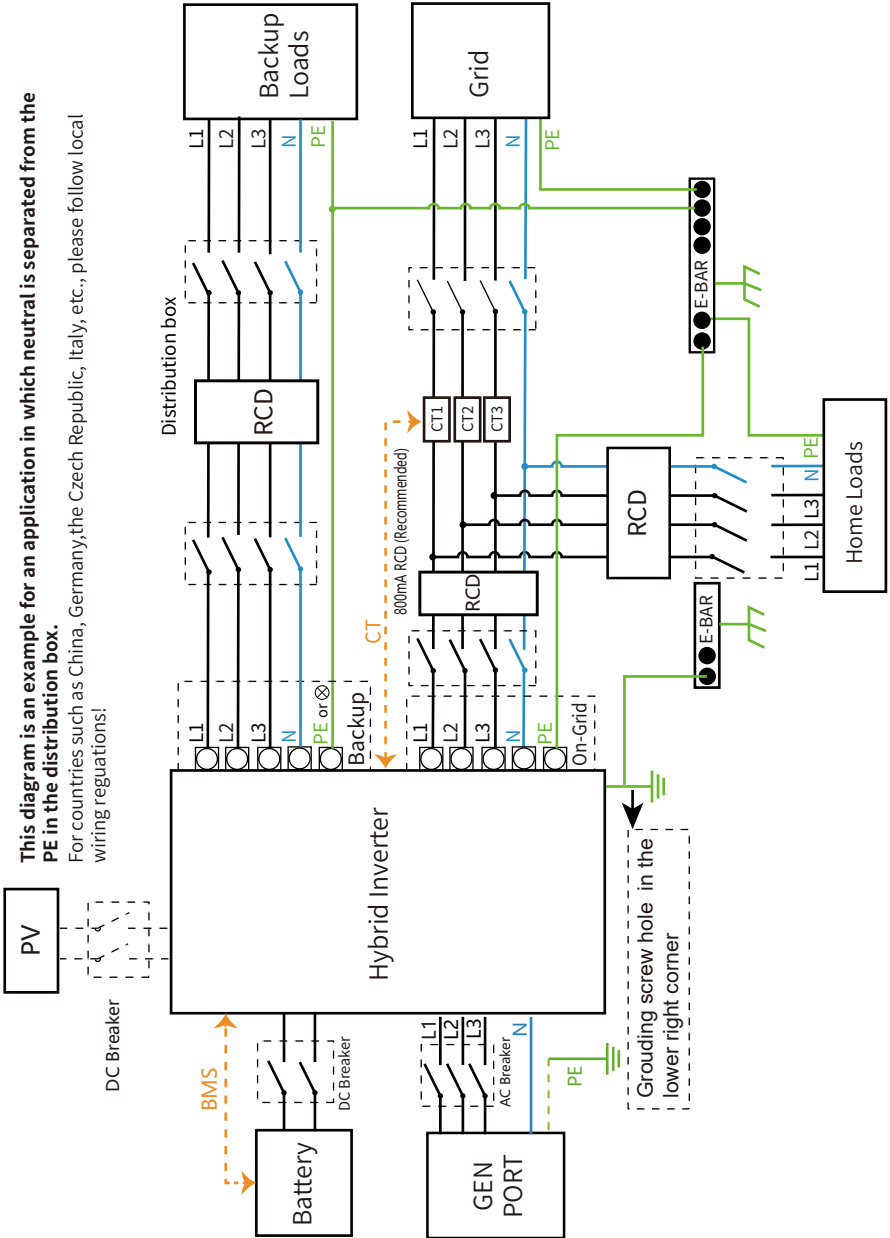 This diagram is an example for an application in which neutral is separated from the
PE in the distribution box.
For countries such as China, Germany,the Czech Republic, Italy, etc., please follow local
wiring reguations!
PV
DC Breaker
BMS
Battery
DC Breaker
GEN
PORT
L1
L2
L3
N
AC Breaker
PE
Hybrid Inverter
Grouding screw hole in the
lower right corner
L1
L2
L3
N
PE or
Backup
L1
L2
L3
N
PE
On-Grid
CT
800mA RCD (Recommended)
RCD
CT1
CT2
CT3
Distribution box
RCD
L1
L2
L3
N
PE
Backup
Loads
L1
L2
L3
N
PE
Grid
E-BAR
E-BAR
RCD
L1
L2
L3
N
PE
Home Loads